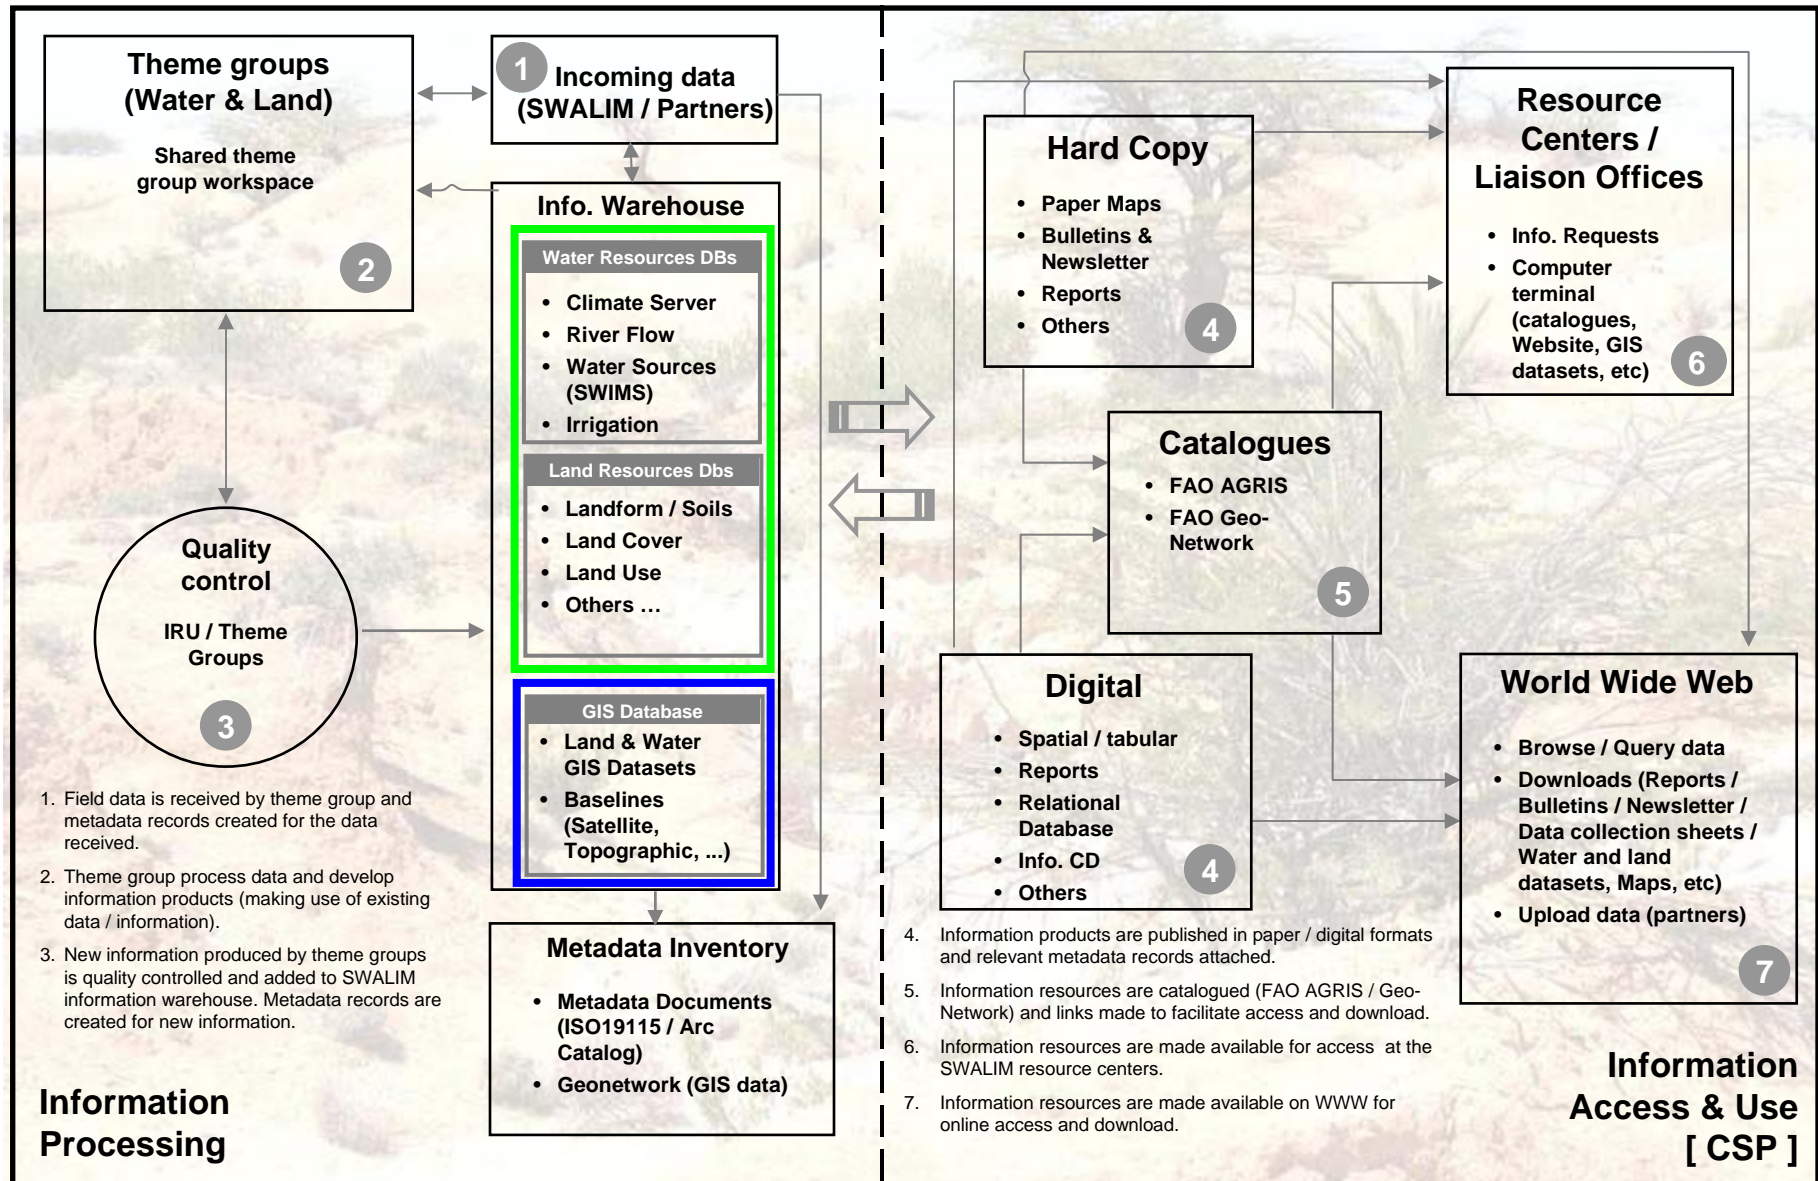 Theme groups
(Water & Land)
Shared theme
group workspace
2
1
Incoming data
(SWALIM / Partners)
Info. Warehouse
Water Resources DBs
• Climate Server
• River Flow
• Water Sources
(SWIMS)
• Irrigation
Land Resources Dbs
• Landform / Soils
• Land Cover
• Land Use
• Others ...
GIS Database
• Land & Water
GIS Datasets
• Baselines
(Satellite,
Topographic, ...)
Quality
control
IRU / Theme
Groups
3
1. Field data is received by theme group and
metadata records created for the data
received.
2. Theme group process data and develop
information products (making use of existing
data / information).
3. New information produced by theme groups
is quality controlled and added to SWALIM
information warehouse. Metadata records are
created for new information.
Metadata Inventory
• Metadata Documents
(ISO19115 / Arc
Catalog)
• Geonetwork (GIS data)
Information
Processing
Hard Copy
• Paper Maps
• Bulletins &
Newsletter
• Reports
• Others
4
Resource
Centers /
Liaison Offices
• Info. Requests
• Computer
terminal
(catalogues,
Website, GIS
datasets, etc)
6
Catalogues
• FAO AGRIS
• FAO Geo-
Network
5
Digital
• Spatial / tabular
• Reports
• Relational
Database
• Info. CD
• Others
4
World Wide Web
• Browse / Query data
• Downloads (Reports /
Bulletins / Newsletter /
Data collection sheets /
Water and land
datasets, Maps, etc)
• Upload data (partners)
7
4. Information products are published in paper / digital formats
and relevant metadata records attached.
5. Information resources are catalogued (FAO AGRIS / Geo-
Network) and links made to facilitate access and download.
6. Information resources are made available for access at the
SWALIM resource centers.
7. Information resources are made available on WWW for
online access and download.
Information
Access & Use
[ CSP ]